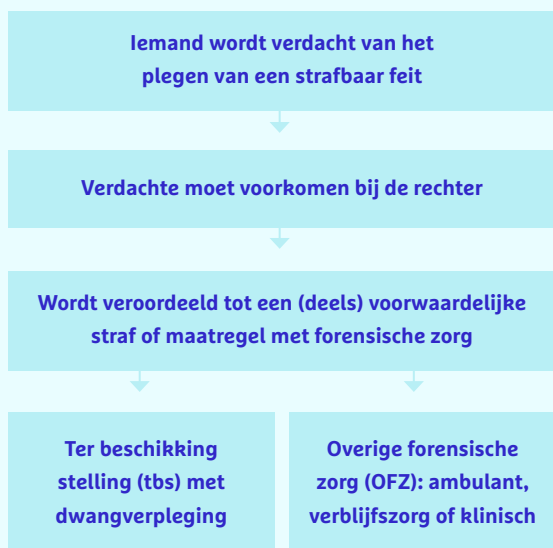 Iemand wordt verdacht van het
plegen van een strafbaar feit
Verdachte moet voorkomen bij de rechter
Wordt veroordeeld tot een (deels) voorwaardelijke
straf of maatregel met forensische zorg
Ter beschikking
stelling (tbs) met
dwangverpleging
Overige forensische
zorg (OFZ): ambulant,
verblijfszorg of klinisch